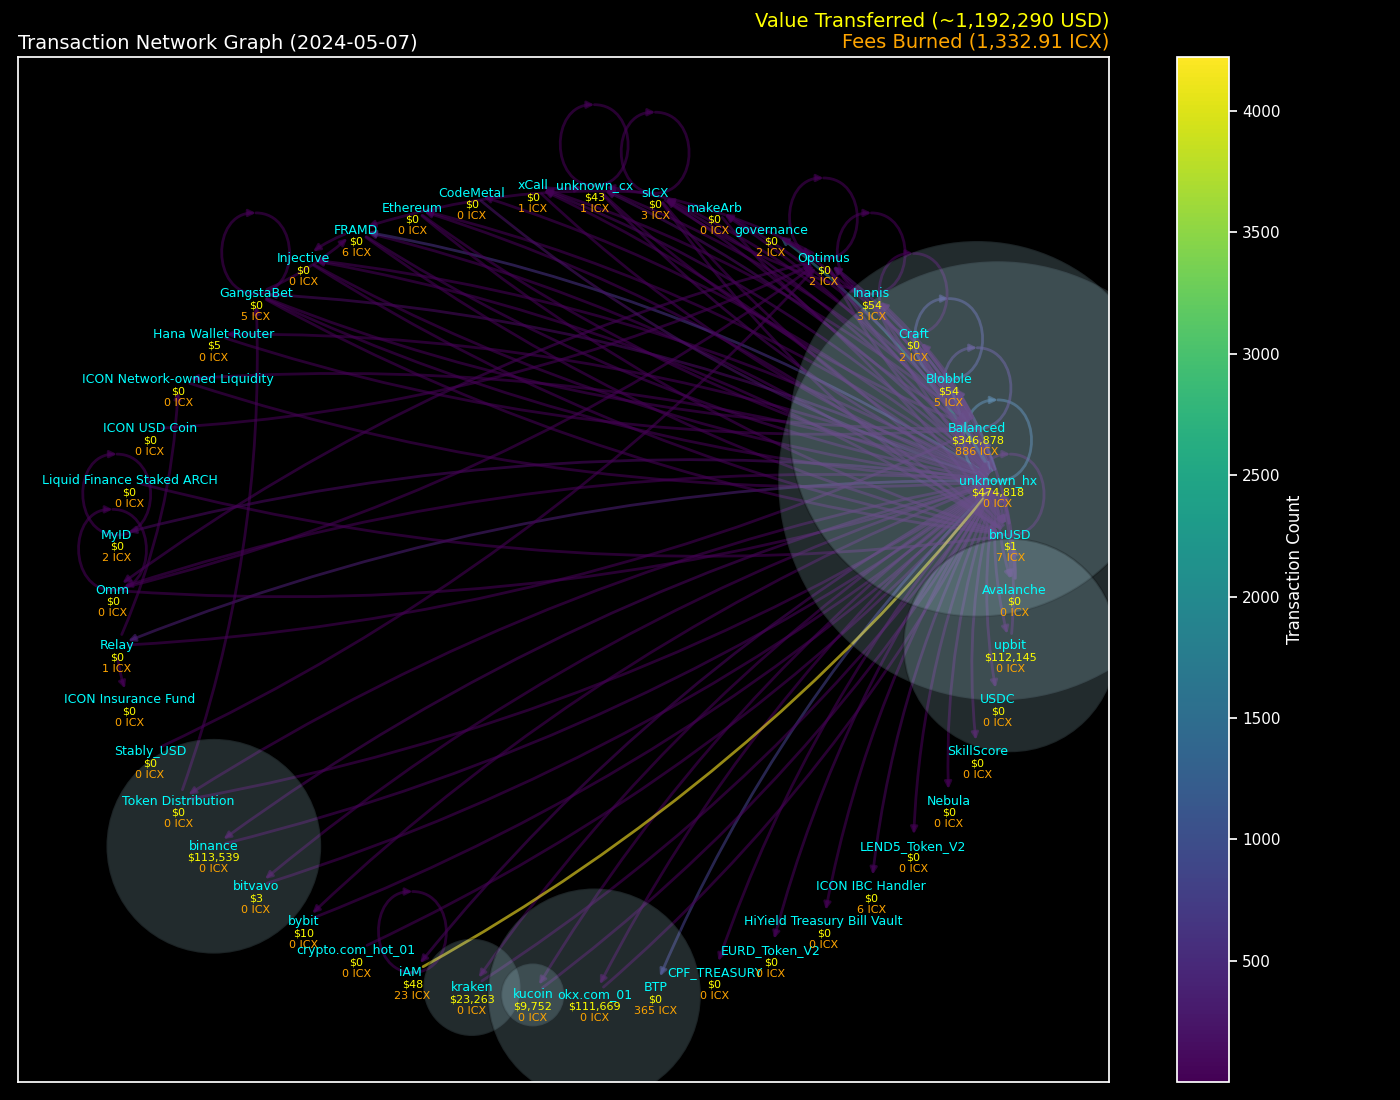 Value Transferred (~1,192,290 USD)
Transaction Network Graph (2024-05-07)
Fees Burned (1,332.91 ICX)
xCall
$0
1 ICX
unknown_cx
$43
1 ICX
sICX
$0
3 ICX
CodeMetal
$0
0 ICX
makeArb
$0
0 ICX
Ethereum
$0
0 ICX
governance
$0
2 ICX
FRAMD
$0
6 ICX
Optimus
$0
2 ICX
Injective
$0
0 ICX
Inanis
$54
3 ICX
GangstaBet
$0
5 ICX
Craft
$0
2 ICX
Hana Wallet Router
$5
0 ICX
Blobble
$54
5 ICX
ICON Network-owned Liquidity
$0
0 ICX
Balanced
$346,878
886 ICX
ICON USD Coin
$0
0 ICX
unknown_hx
$474,818
0 ICX
Liquid Finance Staked ARCH
$0
0 ICX
bnUSD
$1
7 ICX
MyID
$0
2 ICX
Avalanche
$0
0 ICX
Omm
$0
0 ICX
upbit
$112,145
0 ICX
Relay
$0
1 ICX
USDC
$0
0 ICX
ICON Insurance Fund
$0
0 ICX
SkillScore
$0
0 ICX
Stably_USD
$0
0 ICX
Nebula
$0
0 ICX
Token Distribution
$0
0 ICX
LEND5_Token_V2
$0
0 ICX
binance
$113,539
0 ICX
ICON IBC Handler
$0
6 ICX
bitvavo
$3
0 ICX
HiYield Treasury Bill Vault
$0
0 ICX
bybit
$10
0 ICX
EURD_Token_V2
$0
0 ICX
crypto.com_hot_01
$0
0 ICX
CPF_TREASURY
$0
0 ICX
iAM
$48
23 ICX
BTP
$0
365 ICX
kraken
$23,263
0 ICX
kucoin
$9,752
0 ICX
okx.com_01
$111,669
0 ICX
4000
3500
3000
2500
2000
1500
1000
500
Transaction Count